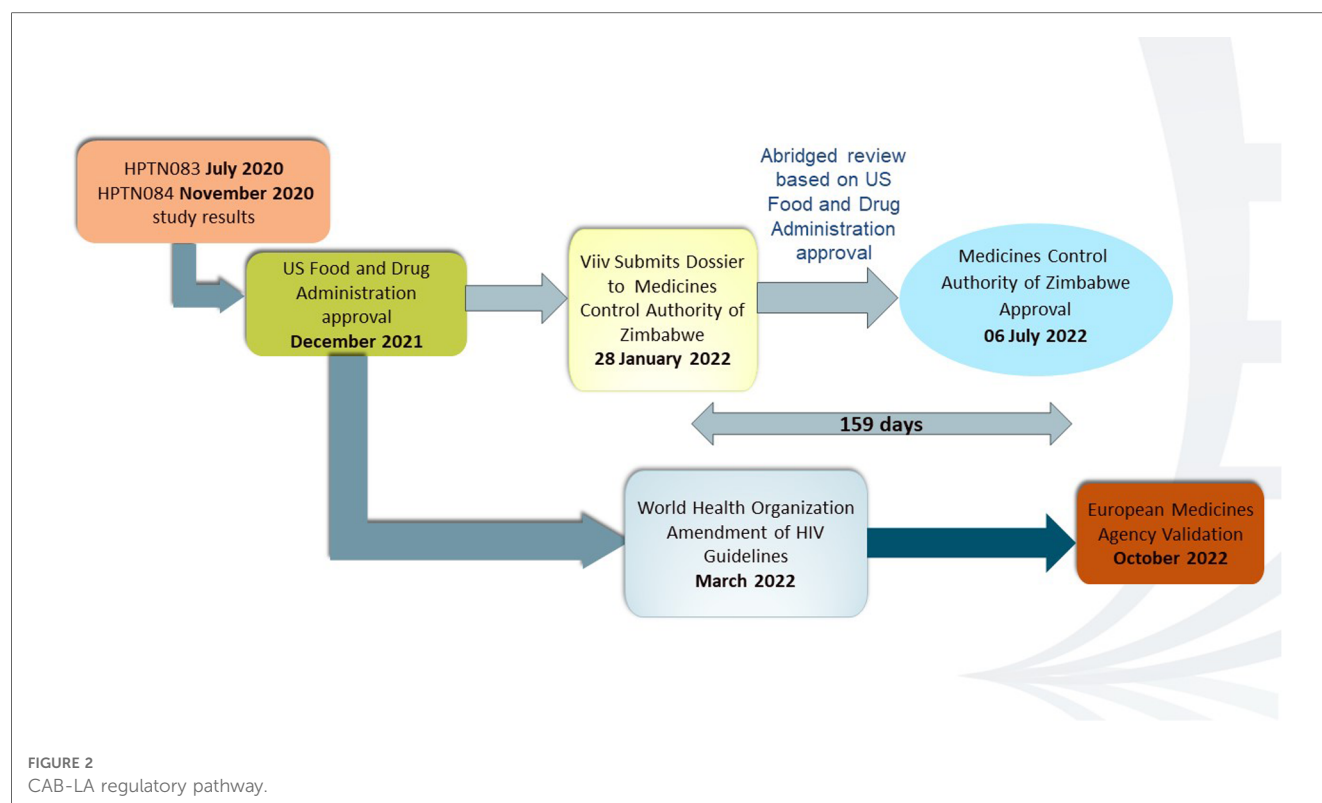 HPTN083 July 2020
HPTN084 November 2020
study results
US Food and Drug
Administration
approval
December 2021
Viiv Submits Dossier
to Medicines
Control Authority of
Zimbabwe
28 January 2022
Abridged review
based on US
Food and Drug
Administration
approval
Medicines Control
Authority of Zimbabwe
Approval
06 July 2022
159 days
World Health Organization
Amendment of HIV
Guidelines
March 2022
European Medicines
Agency Validation
October 2022
FIGURE 2
CAB-LA regulatory pathway.